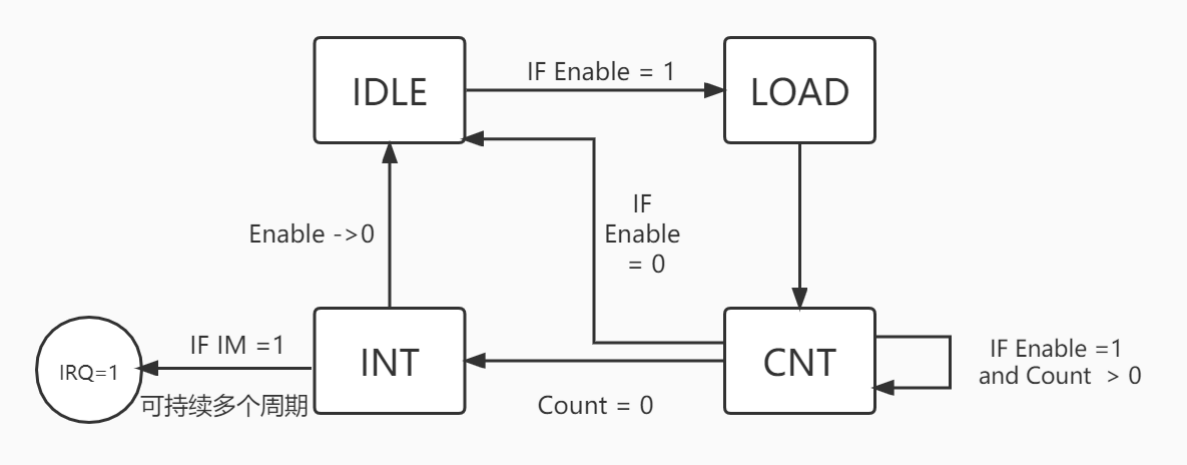 IF Enable = 1
IDLE
LOAD
IF
Enable
= 0
Enable ->0
IF IM =1
INT
CNT
IF Enable =1
and Count > 0
IRQ=1
可持续多个周期
Count = 0